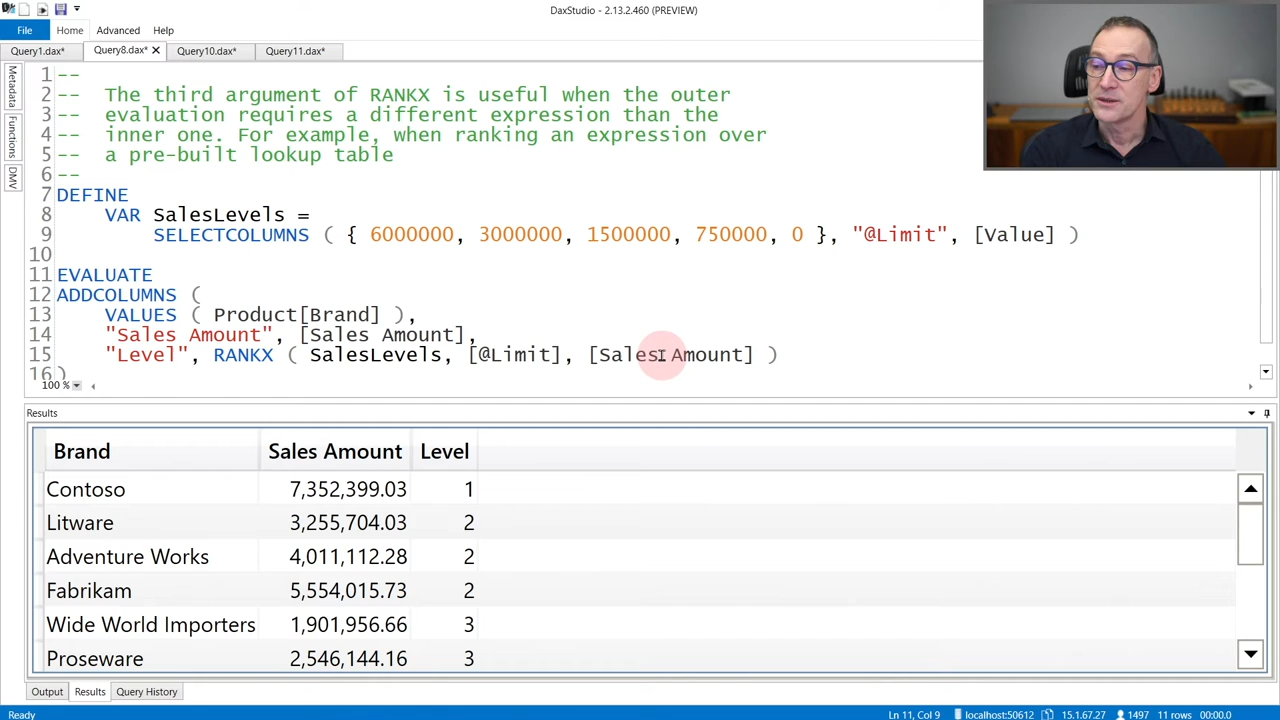 DaxStudio - 2.13.2.460 (PREVIEW)
File Home Advanced Help
Query1.dax* Query8.dax* Query10.dax* Query11.dax*
Metadata
Functions
DMV
1 --
2 -- The third argument of RANKX is useful when the outer
3 -- evaluation requires a different expression than the
4 -- inner one. For example, when ranking an expression over
5 -- a pre-built lookup table
6 --
7 DEFINE
8 VAR SalesLevels =
9 SELECTCOLUMNS ( { 6000000, 3000000, 1500000, 750000, 0 }, "@Limit", [Value] )
10
11 EVALUATE
12 ADDCOLUMNS (
13 VALUES ( Product[Brand] ),
14 "Sales Amount", [Sales Amount],
15 "Level", RANKX ( SalesLevels, [@Limit], [Sales Amount] )
16 )
100 %
Results
Brand Sales Amount Level
Contoso 7,352,399.03 1
Litware 3,255,704.03 2
Adventure Works 4,011,112.28 2
Fabrikam 5,554,015.73 2
Wide World Importers 1,901,956.66 3
Proseware 2,546,144.16 3
Output Results Query History
Ready Ln 11, Col 9 localhost:50612 15.1.67.27 1497 11 rows 00:00.0